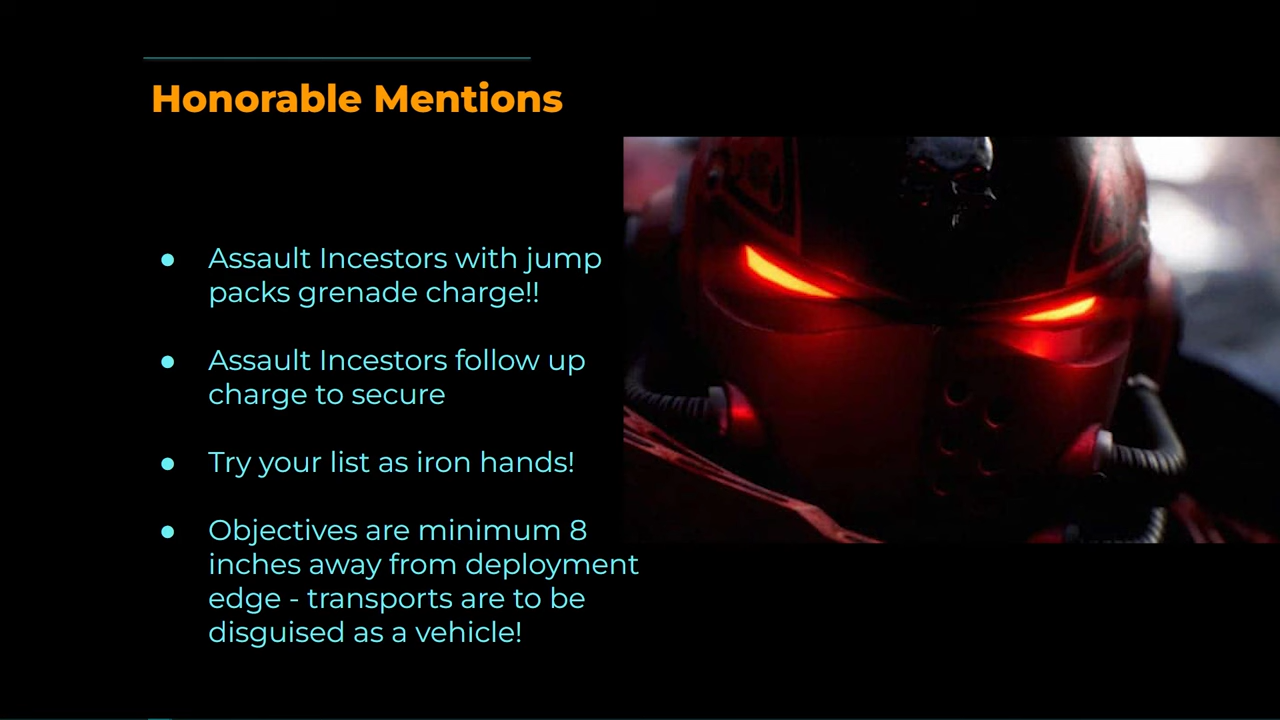 Honorable Mentions
● Assault Incestors with jump
packs grenade charge!!
● Assault Incestors follow up
charge to secure
● Try your list as iron hands!
● Objectives are minimum 8
inches away from deployment
edge - transports are to be
disguised as a vehicle!